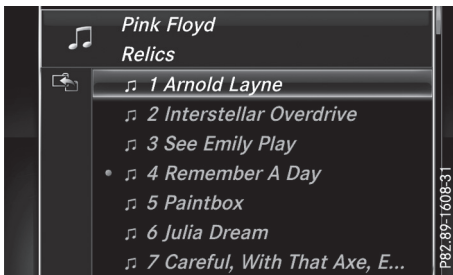 Pink Floyd
Relics
1 Arnold Layne
2 Interstellar Overdrive
3 See Emily Play
4 Remember A Day
5 Paintbox
6 Julia Dream
7 Careful, With That Axe, E...
P82.89-1608-31